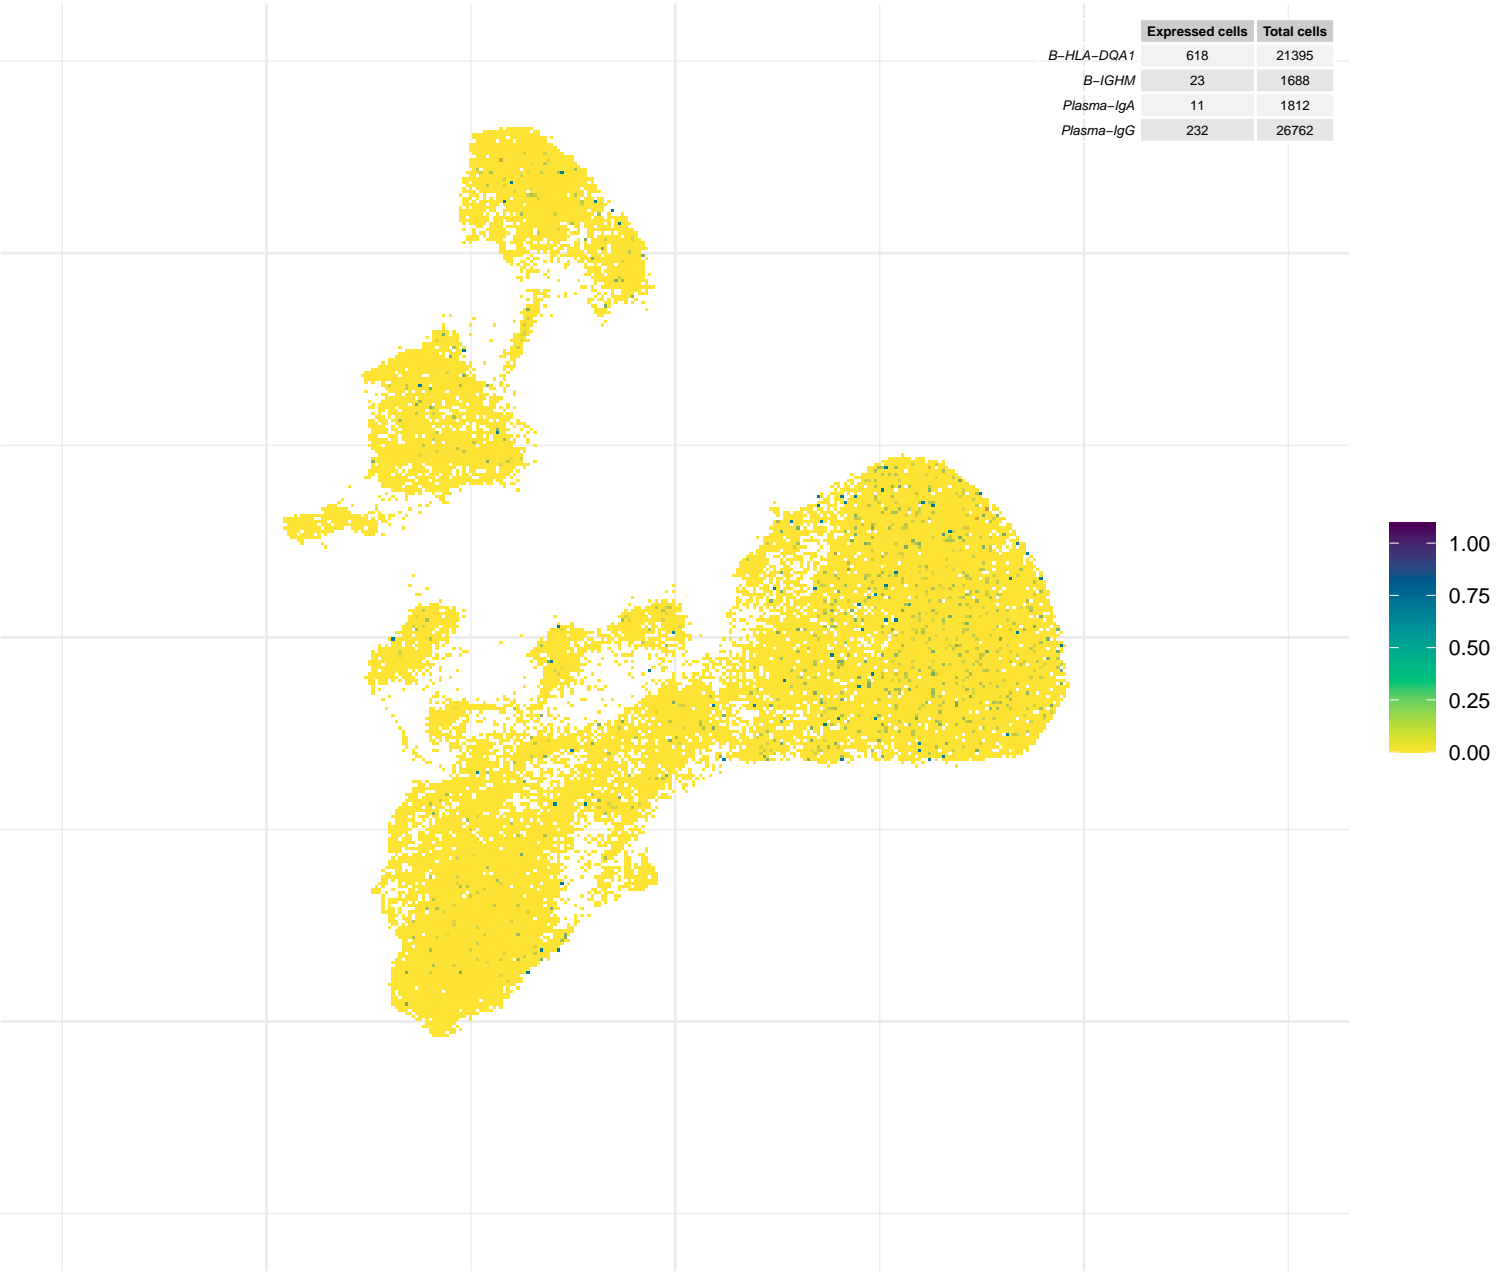 Expressed cells Total cells
B−HLA−DQA1 618 21395
B−IGHM 23 1688
Plasma−IgA 11 1812
Plasma−IgG 232 26762
1.00
0.75
0.50
0.25
0.00